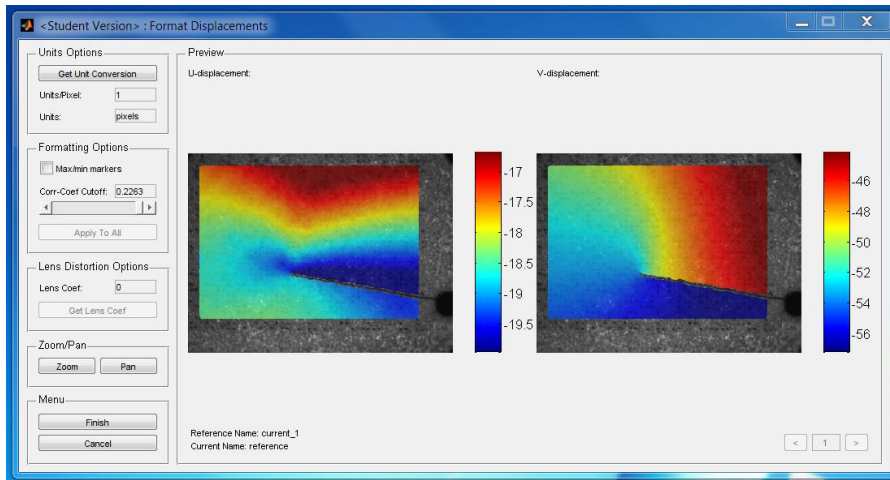 <Student Version> : Format Displacements
Units Options
Get Unit Conversion
Units/Pixel: 1
Units: pixels
Formatting Options
Max/min markers
Corr-Coef Cutoff: 0.2263
Apply To All
Lens Distortion Options
Lens Coef: 0
Get Lens Coef
Zoom/Pan
Zoom Pan
Menu
Finish
Cancel
Preview
U-displacement:
-17
-18
-18.5
-19
-19.5
V-displacement:
-46
-48
-50
-52
-54
-56
Reference Name: current_1
Current Name: reference
< 1 >